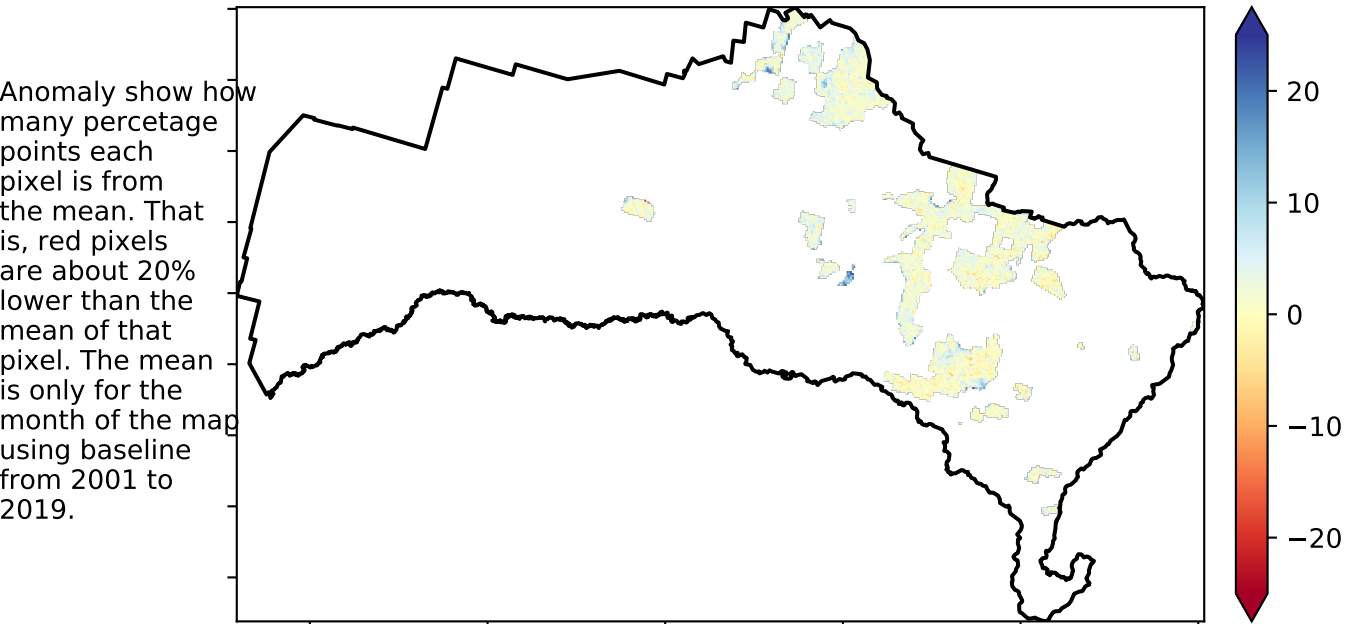 Anomaly show how
many percetage
points each
pixel is from
the mean. That
is, red pixels
are about 20%
lower than the
mean of that
pixel. The mean
is only for the
month of the map
using baseline
from 2001 to
2019.
20
10
0
−10
−20